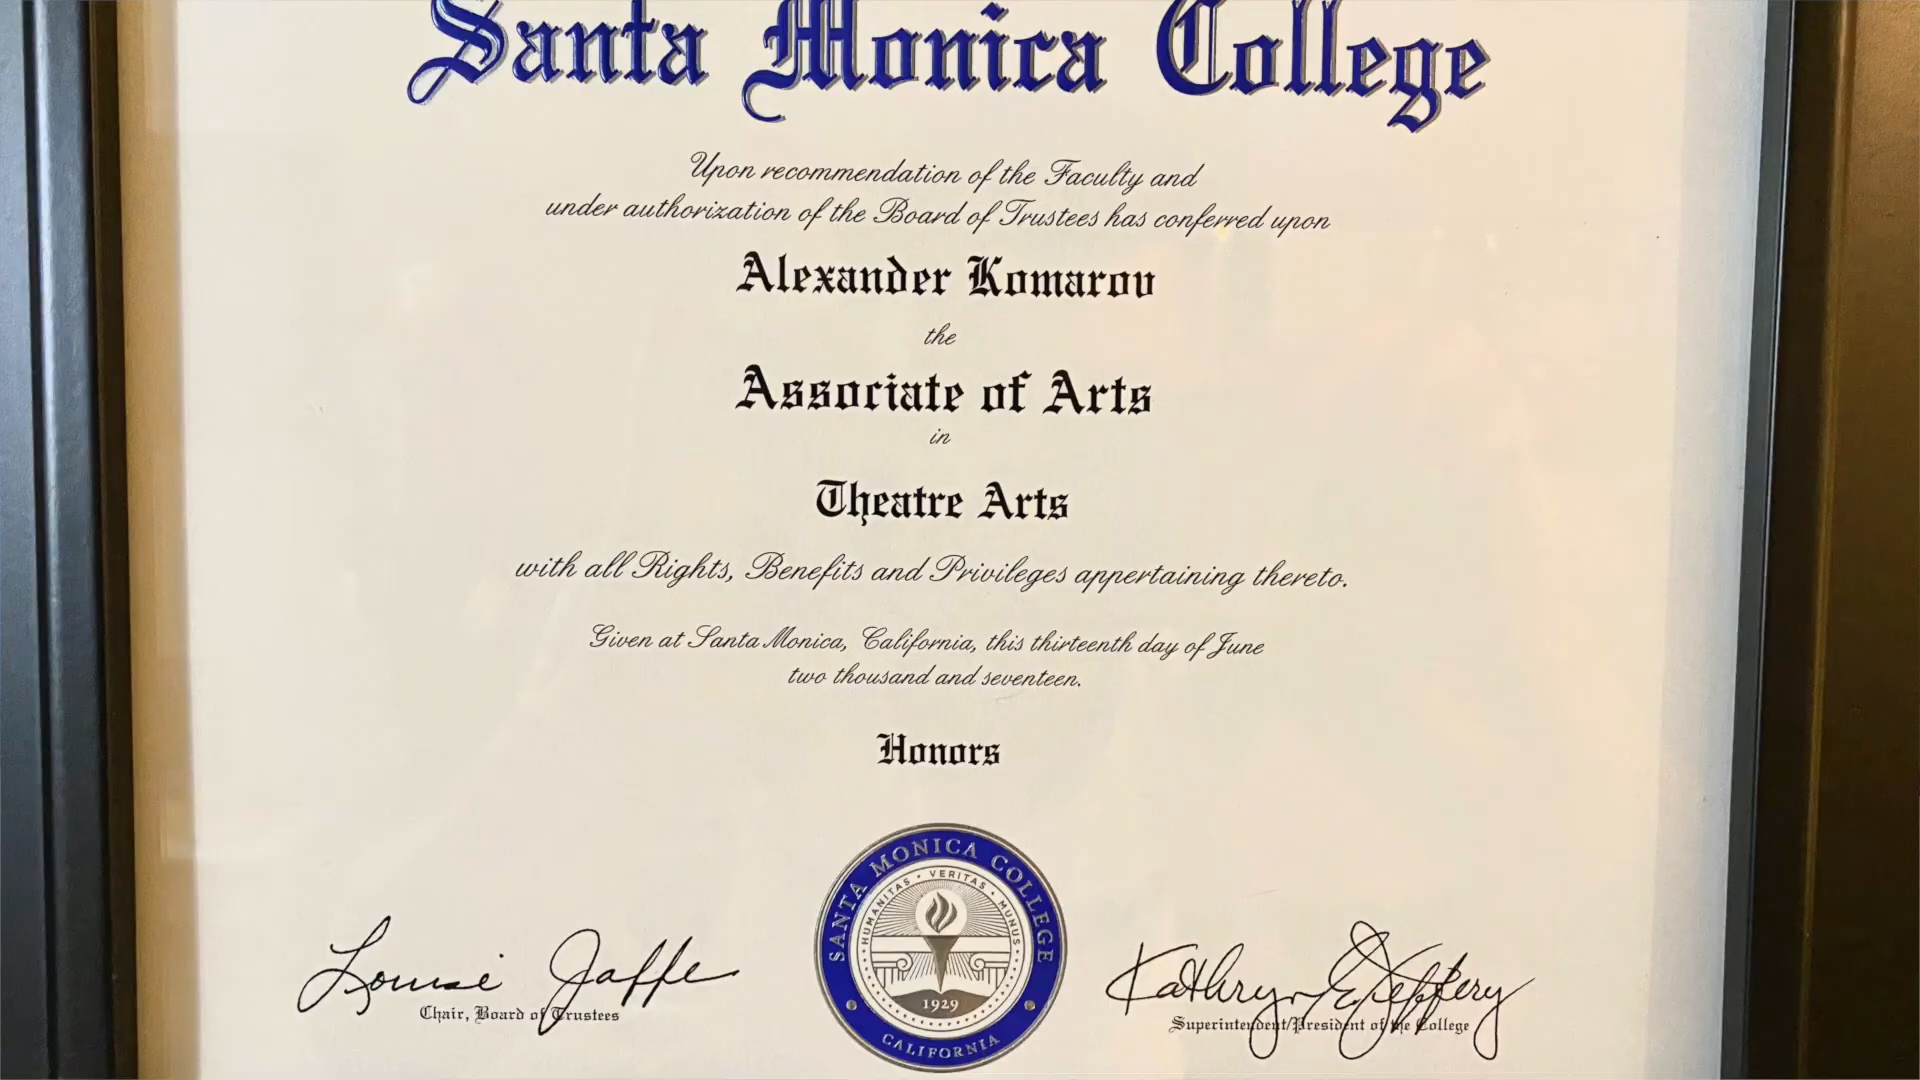 Santa Monica College
Upon recommendation of the Faculty and
under authorization of the Board of Trustees has conferred upon
Alexander Komarov
the
Associate of Arts
in
Theatre Arts
with all Rights, Benefits and Privileges appertaining thereto.
Given at Santa Monica, California, this thirteenth day of June
two thousand and seventeen.
Honors
SANTA MONICA COLLEGE
HUMANITAS • VERITAS • MUNUS
1929
CALIFORNIA
Louise Jaffe
Chair, Board of Trustees
Kathryn E. Jeffery
Superintendent/President of the College